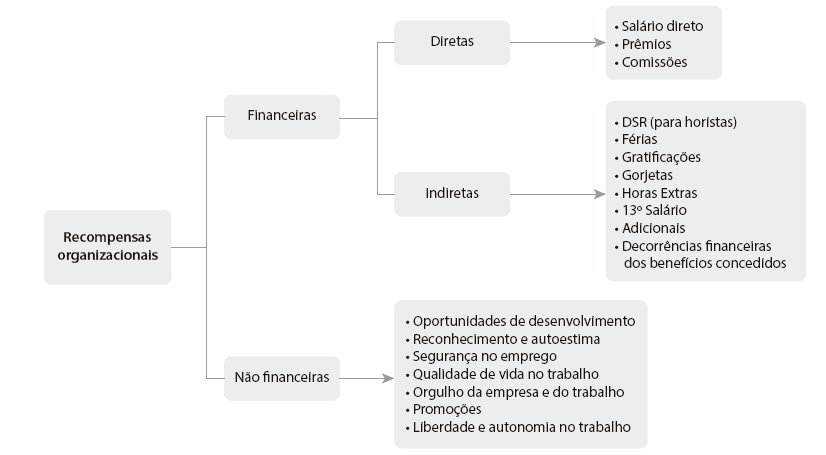 Recompensas
organizacionais
Financeiras
Diretas
• Salário direto
• Prêmios
• Comissões
Indiretas
• DSR (para horistas)
• Férias
• Gratificações
• Gorjetas
• Horas Extras
• 13º Salário
• Adicionais
• Decorrências financeiras
dos benefícios concedidos
Não financeiras
• Oportunidades de desenvolvimento
• Reconhecimento e autoestima
• Segurança no emprego
• Qualidade de vida no trabalho
• Orgulho da empresa e do trabalho
• Promoções
• Liberdade e autonomia no trabalho